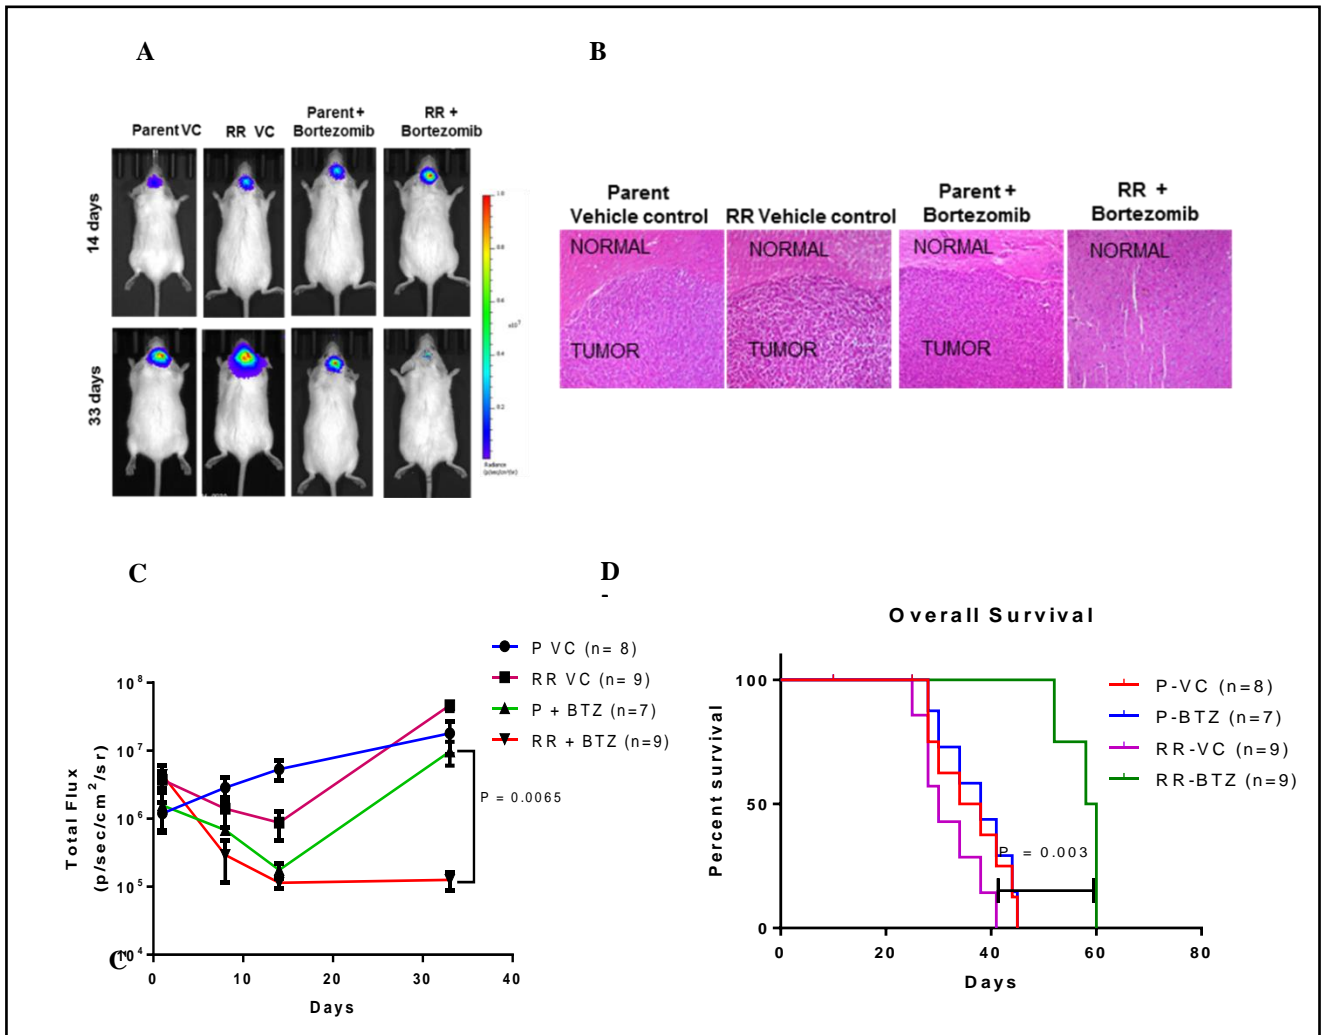 A
B
Parent VC
RR VC
Parent +
Bortezomib
RR +
Bortezomib
14 days
33 days
Radiance
Parent
Vehicle control
RR Vehicle control
Parent +
Bortezomib
RR +
Bortezomib
NORMAL
TUMOR
NORMAL
TUMOR
NORMAL
TUMOR
NORMAL
C
D
-
P VC (n= 8)
RR VC (n= 9)
P + BTZ (n=7)
RR + BTZ (n=9)
Total Flux
(p/sec/cm²/sr)
10⁸
10⁷
10⁶
10⁵
10⁴
P = 0.0065
0
10
20
30
40
Days
C
Overall Survival
Percent survival
100
50
0
P = 0.003
P-VC (n=8)
P-BTZ (n=7)
RR-VC (n=9)
RR-BTZ (n=9)
0
20
40
60
80
Days